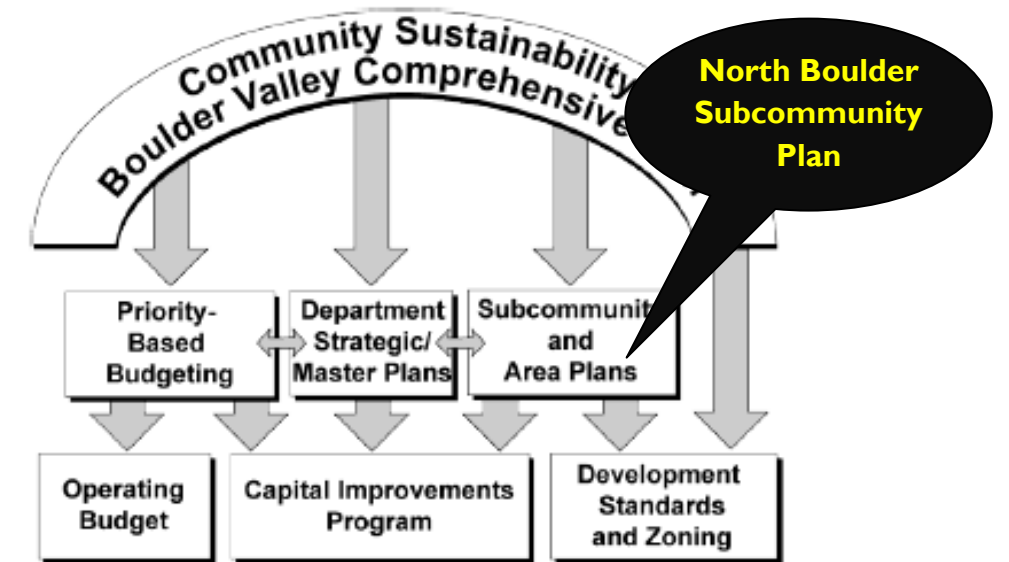 Community Sustainability
Boulder Valley Comprehensive
North Boulder
Subcommunity
Plan
Priority-
Based
Budgeting
Department
Strategic/
Master Plans
Subcommunit
and
Area Plans
Operating
Budget
Capital Improvements
Program
Development
Standards
and Zoning